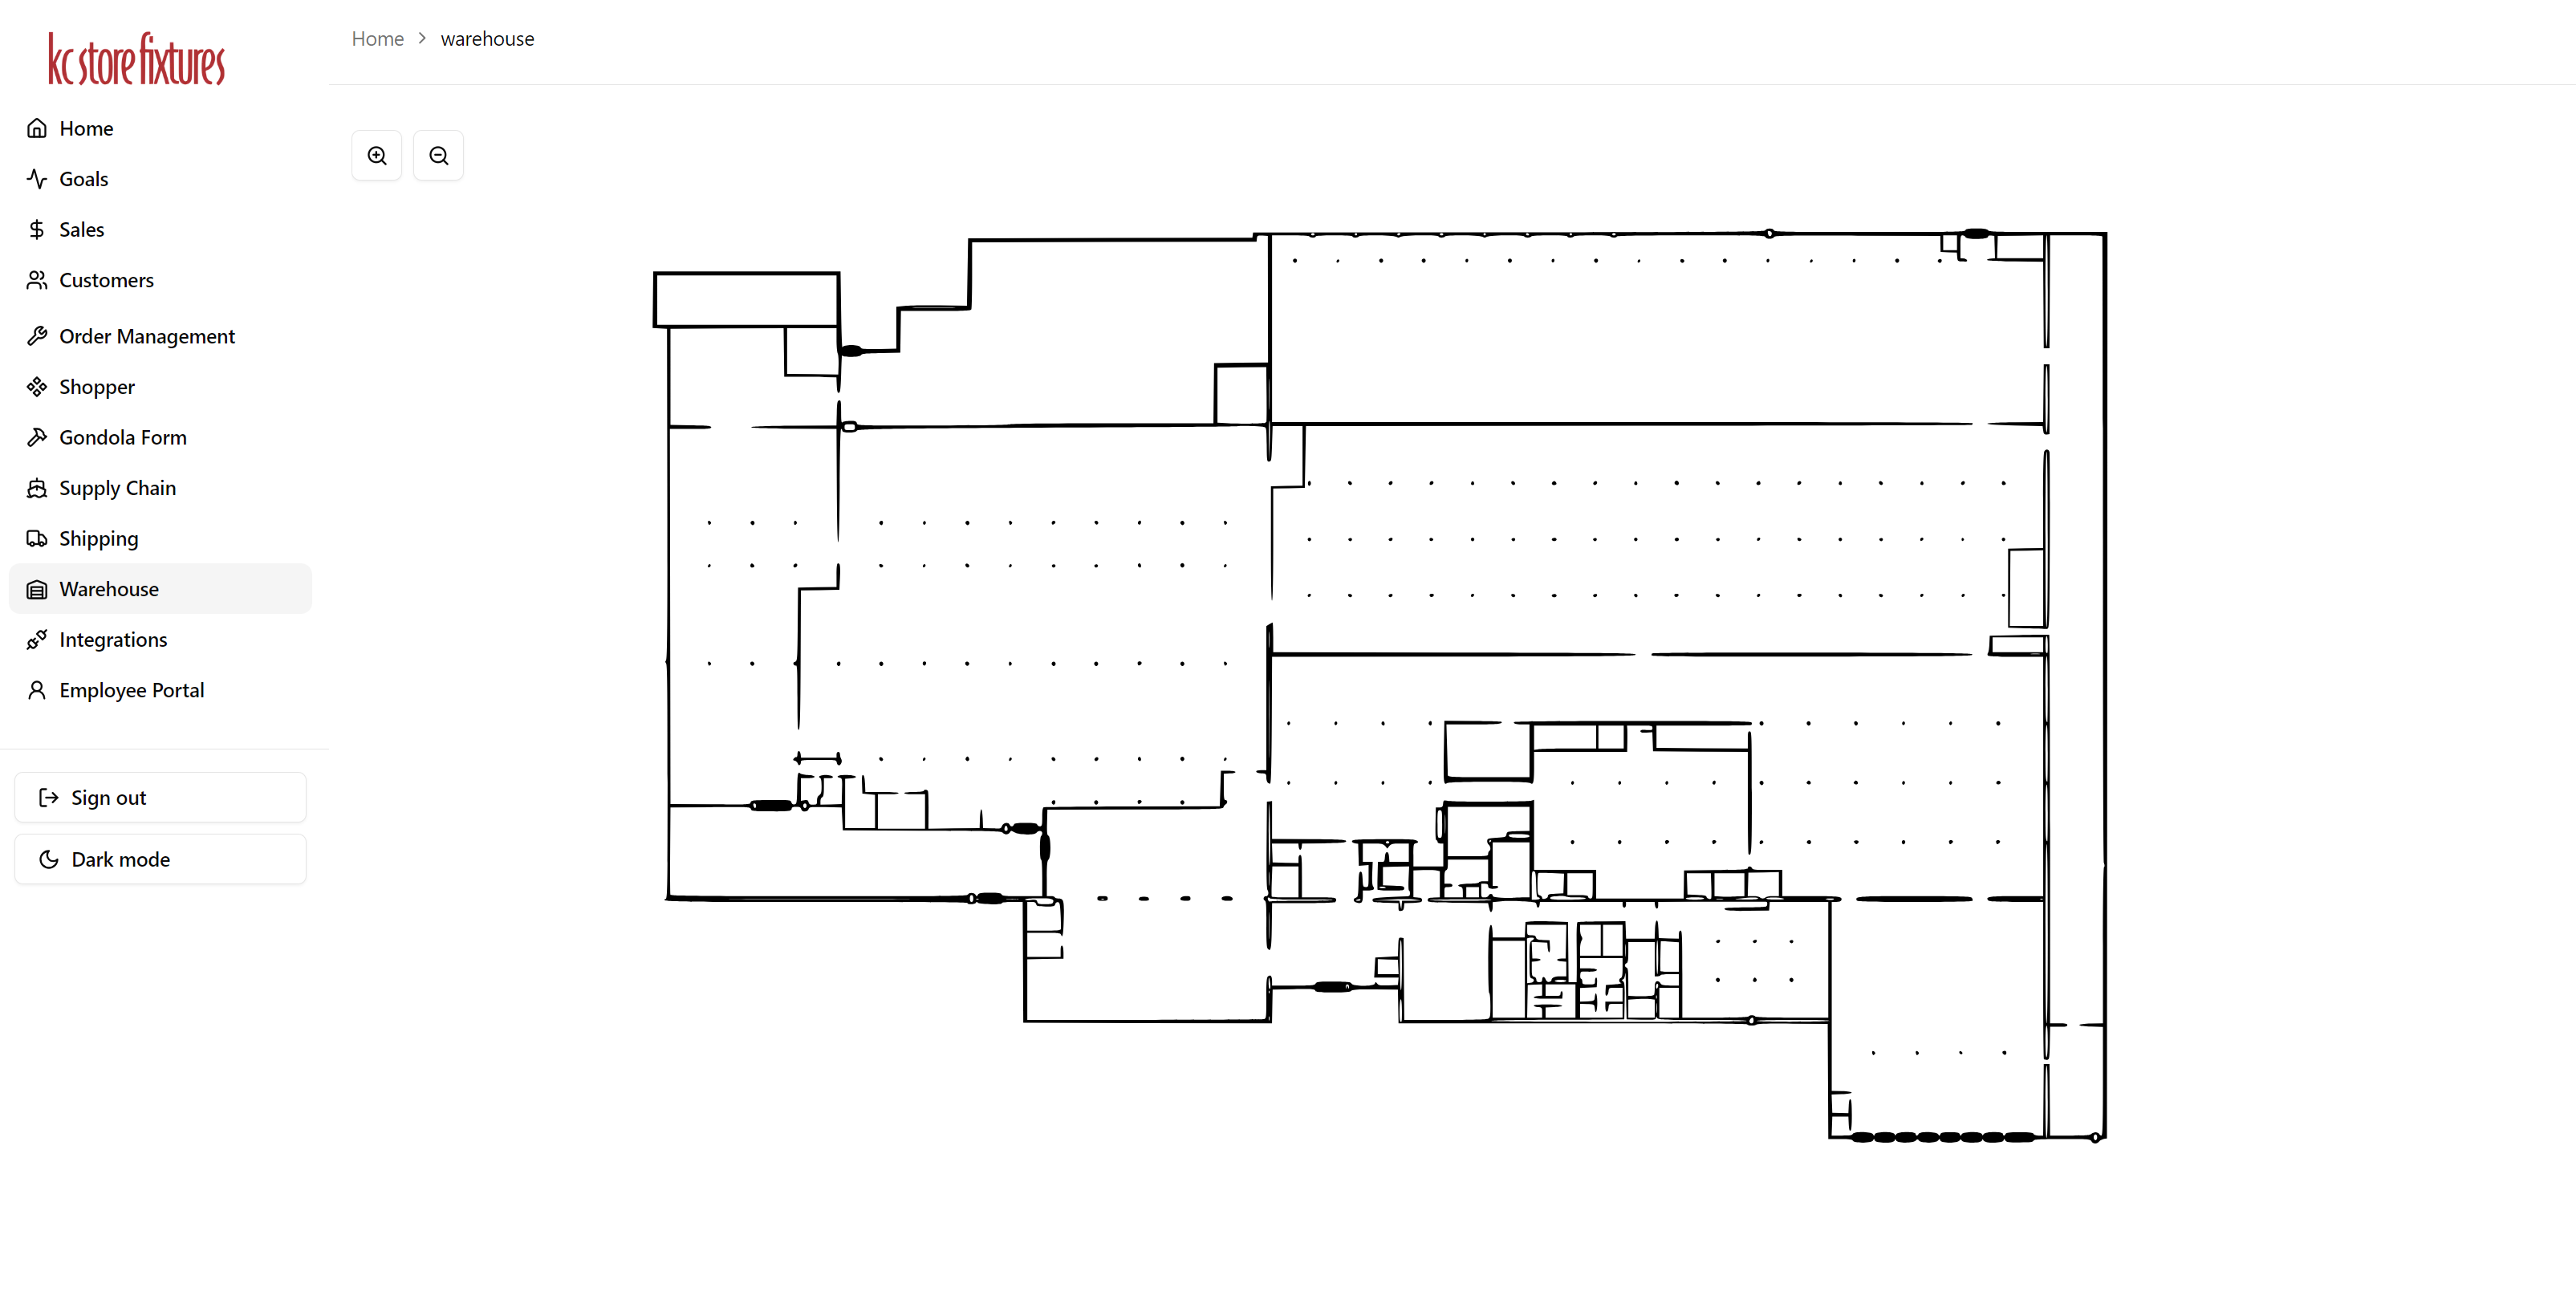 kc store fixtures
Home > warehouse
Home
Goals
Sales
Customers
Order Management
Shopper
Gondola Form
Supply Chain
Shipping
Warehouse
Integrations
Employee Portal
Sign out
Dark mode